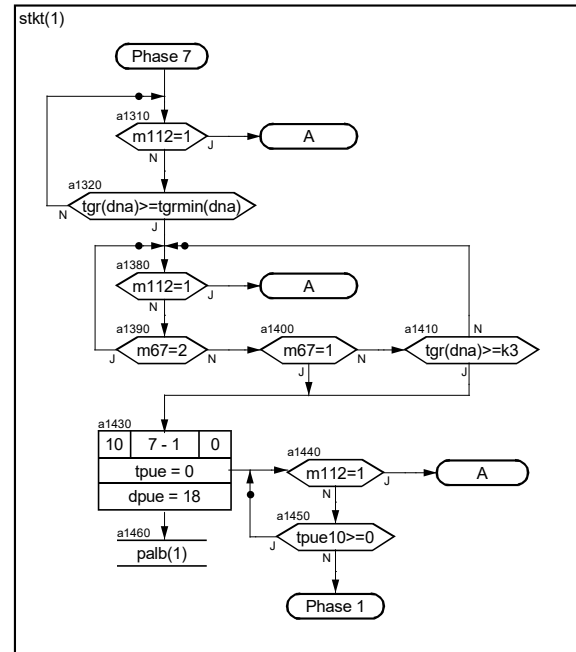 stkt(1)
Phase 7
a1310
m112=1
J
A
N
a1320
tgr(dna)>=tgrmin(dna)
N
J
a1380
m112=1
J
A
N
a1390
m67=2
J
N
a1400
m67=1
N
J
a1410
N
tgr(dna)>=k3
J
a1430
10 7 - 1 0
tpue = 0
dpue = 18
a1440
m112=1
J
A
N
a1450
tpue10>=0
J
N
a1460
palb(1)
Phase 1